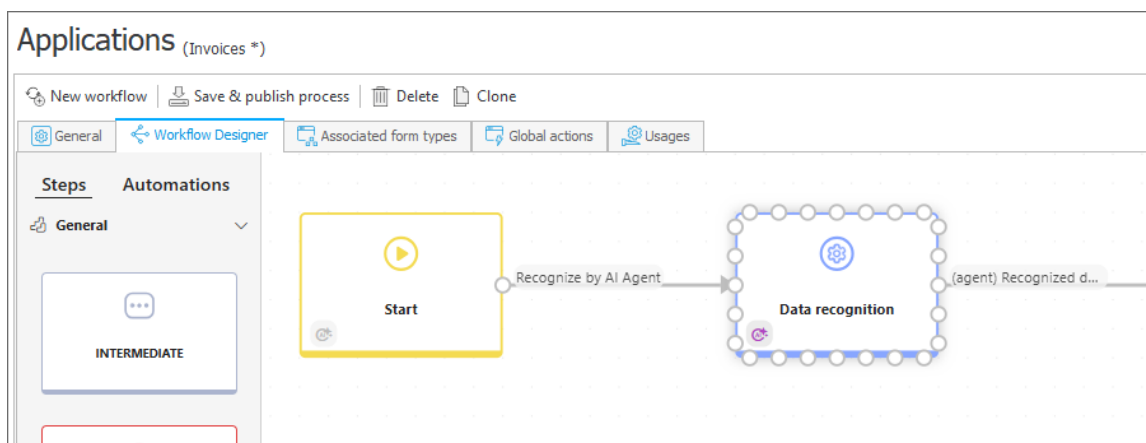 Applications (Invoices *)
New workflow Save & publish process Delete Clone
General Workflow Designer Associated form types Global actions Usages
Steps Automations
General
INTERMEDIATE
Start
Recognize by AI Agent
Data recognition
(agent) Recognized d...